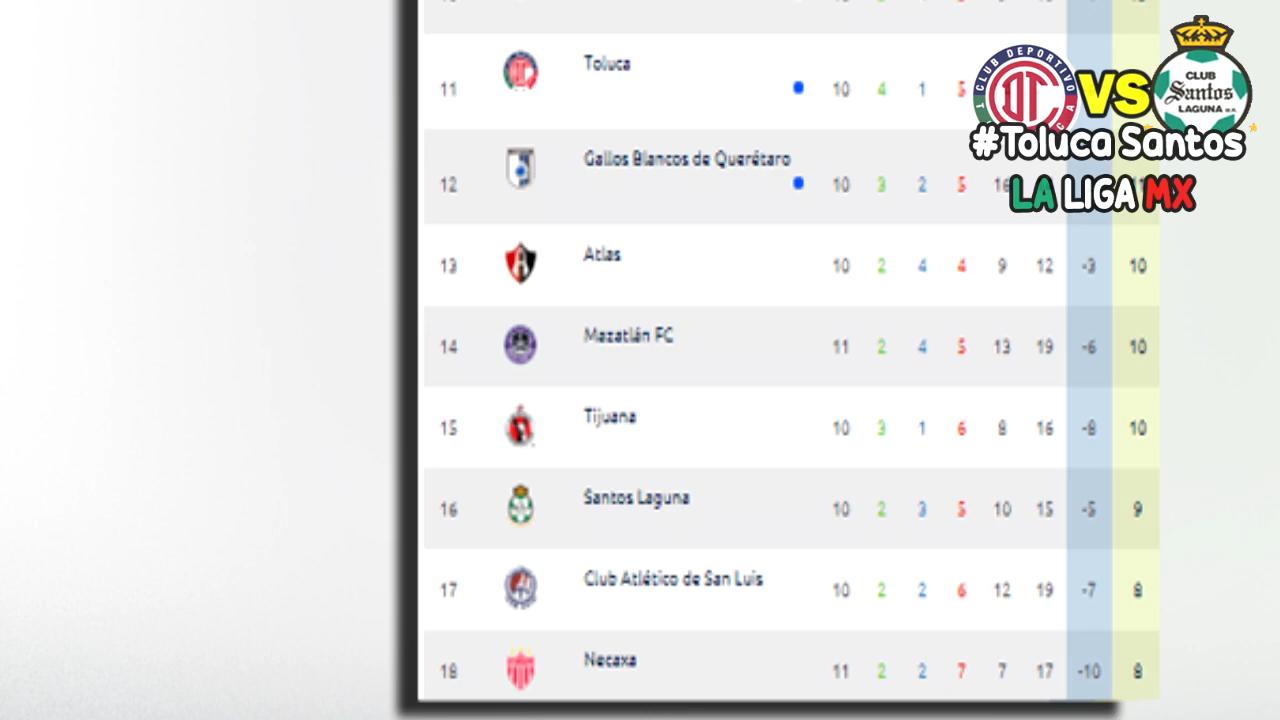 11 Toluca 10 4 1 5
12 Gallos Blancos de Querétaro 10 3 2 5
13 Atlas 10 2 4 4 9 12 -3 10
14 Mazatlán FC 11 2 4 5 13 19 -6 10
15 Tijuana 10 3 1 6 8 16 -8 10
16 Santos Laguna 10 2 3 5 10 15 -5 9
17 Club Atlético de San Luis 10 2 2 6 12 19 -7 8
18 Necaxa 11 2 2 7 7 17 -10 8
CLUB DEPORTIVO
VS
CLUB
Santos
LAGUNA
#Toluca Santos
LA LIGA MX